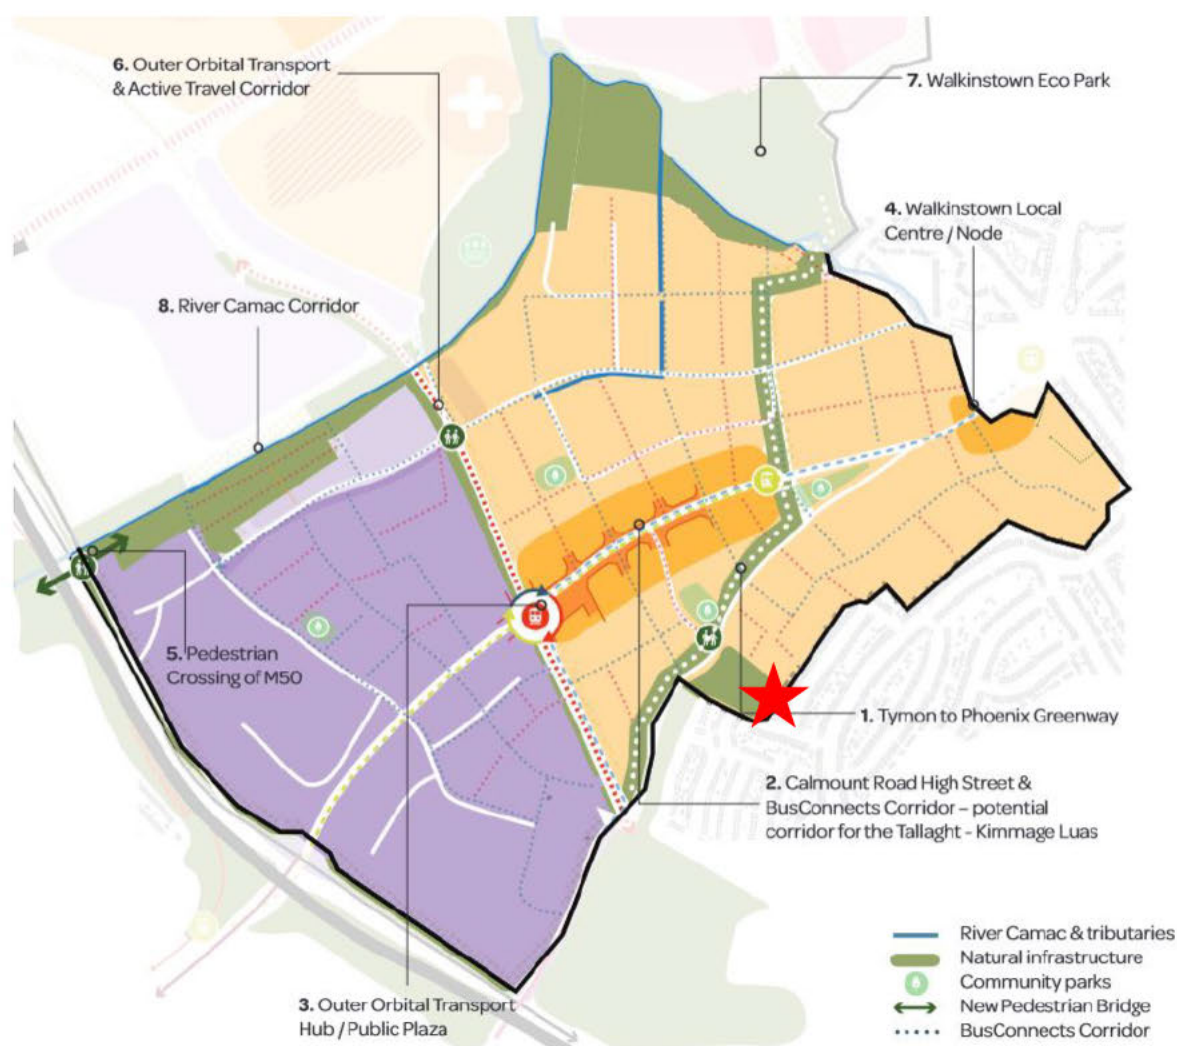 6. Outer Orbital Transport
& Active Travel Corridor
7. Walkinstown Eco Park
4. Walkinstown Local
Centre / Node
8. River Camac Corridor
5. Pedestrian
Crossing of M50
1. Tymon to Phoenix Greenway
2. Calmount Road High Street &
BusConnects Corridor – potential
corridor for the Tallaght - Kimmage Luas
3. Outer Orbital Transport
Hub / Public Plaza
River Camac & tributaries
Natural infrastructure
Community parks
New Pedestrian Bridge
BusConnects Corridor